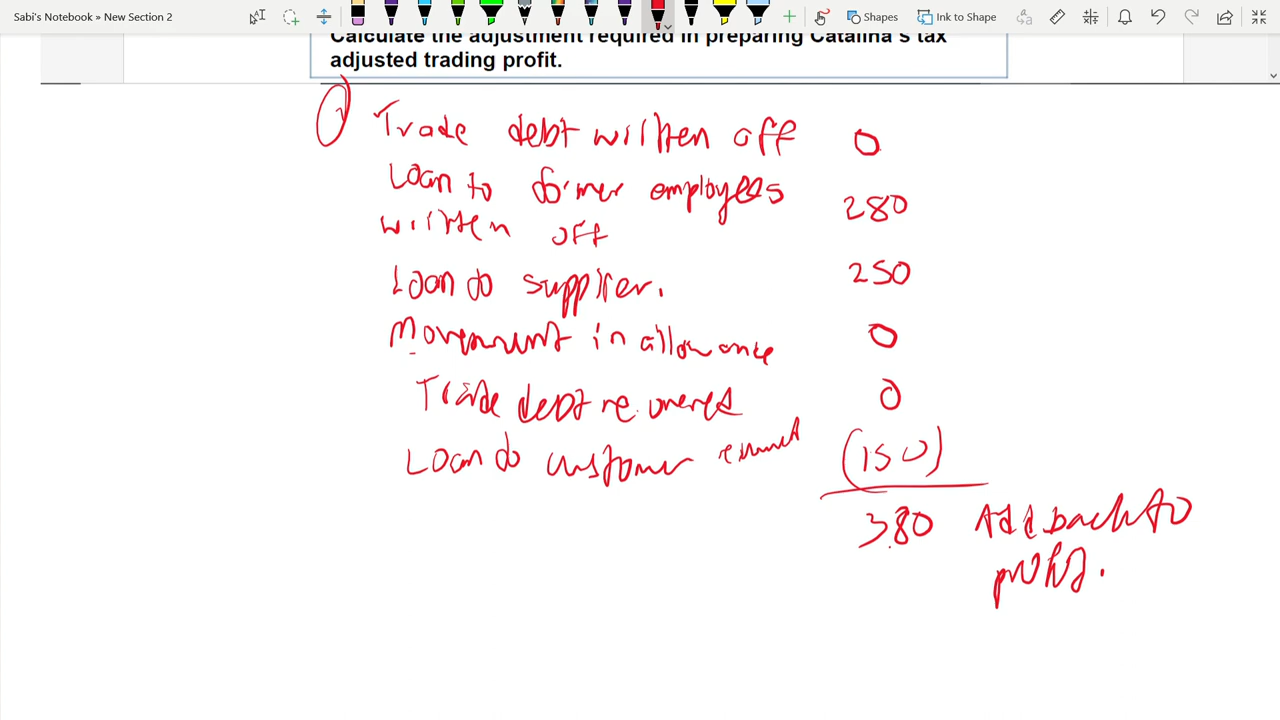 Sabi's Notebook » New Section 2
Shapes
Ink to Shape
Calculate the adjustment required in preparing Catalina's tax
adjusted trading profit.
Trade debt written off 0
Loan to former employees
written off 280
Loan to supplier. 250
Movement in allowance 0
Trade debt recovered 0
Loan to customer (150)
380 Add back to
profit.